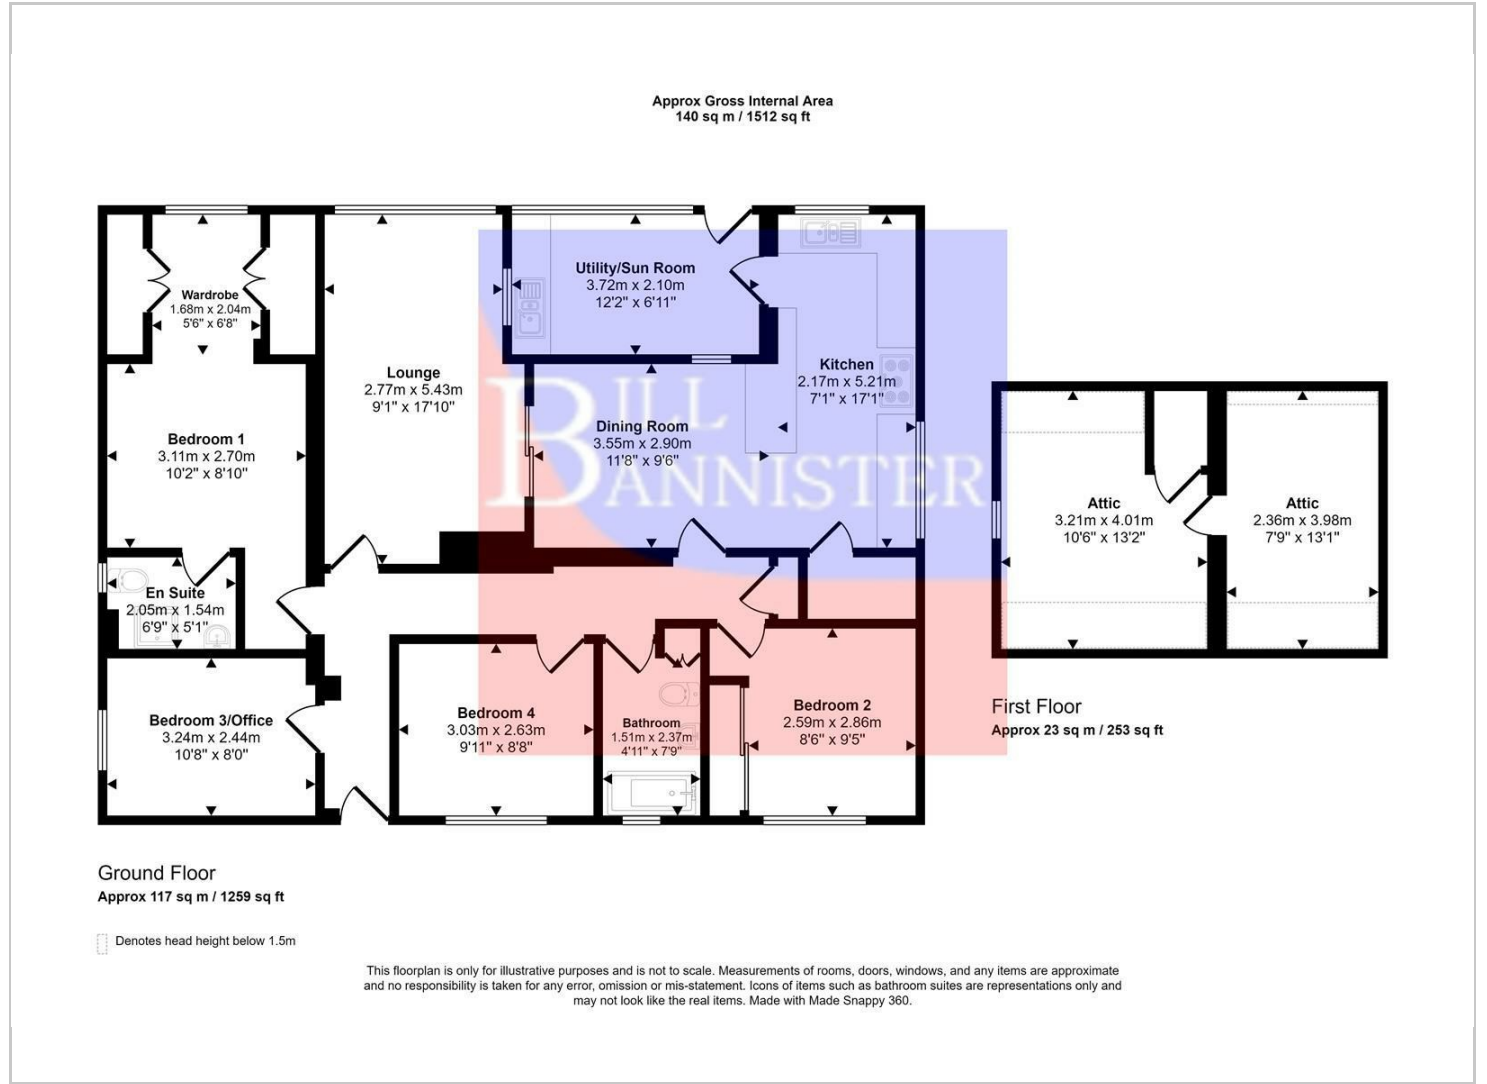 Approx Gross Internal Area
140 sq m / 1512 sq ft
Utility/Sun Room
3.72m x 2.10m
12'2" x 6'11"
Wardrobe
1.68m x 2.04m
5'6" x 6'8"
Lounge
2.77m x 5.43m
9'1" x 17'10"
Kitchen
2.17m x 5.21m
7'1" x 17'1"
Dining Room
3.55m x 2.90m
11'8" x 9'6"
BILL
BANNISTER
Bedroom 1
3.11m x 2.70m
10'2" x 8'10"
Attic
3.21m x 4.01m
10'6" x 13'2"
Attic
2.36m x 3.98m
7'9" x 13'1"
En Suite
2.05m x 1.54m
6'9" x 5'1"
Bedroom 3/Office
3.24m x 2.44m
10'8" x 8'0"
Bedroom 4
3.03m x 2.63m
9'11" x 8'8"
Bathroom
1.51m x 2.37m
4'11" x 7'9"
Bedroom 2
2.59m x 2.86m
8'6" x 9'5"
First Floor
Approx 23 sq m / 253 sq ft
Ground Floor
Approx 117 sq m / 1259 sq ft
Denotes head height below 1.5m
This floorplan is only for illustrative purposes and is not to scale. Measurements of rooms, doors, windows, and any items are approximate
and no responsibility is taken for any error, omission or mis-statement. Icons of items such as bathroom suites are representations only and
may not look like the real items. Made with Made Snappy 360.